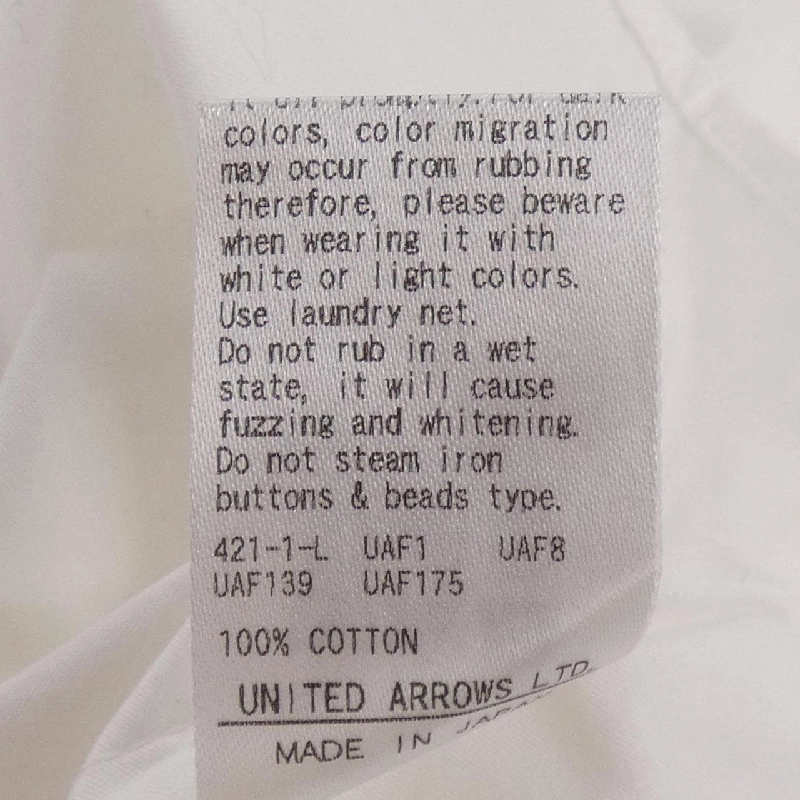 colors, color migration
may occur from rubbing
therefore, please beware
when wearing it with
white or light colors.
Use laundry net.
Do not rub in a wet
state, it will cause
fuzzing and whitening.
Do not steam iron
buttons & beads type.
421-1-L UAF1 UAF8
UAF139 UAF175
100% COTTON
UNITED ARROWS LTD.
MADE IN JAPAN